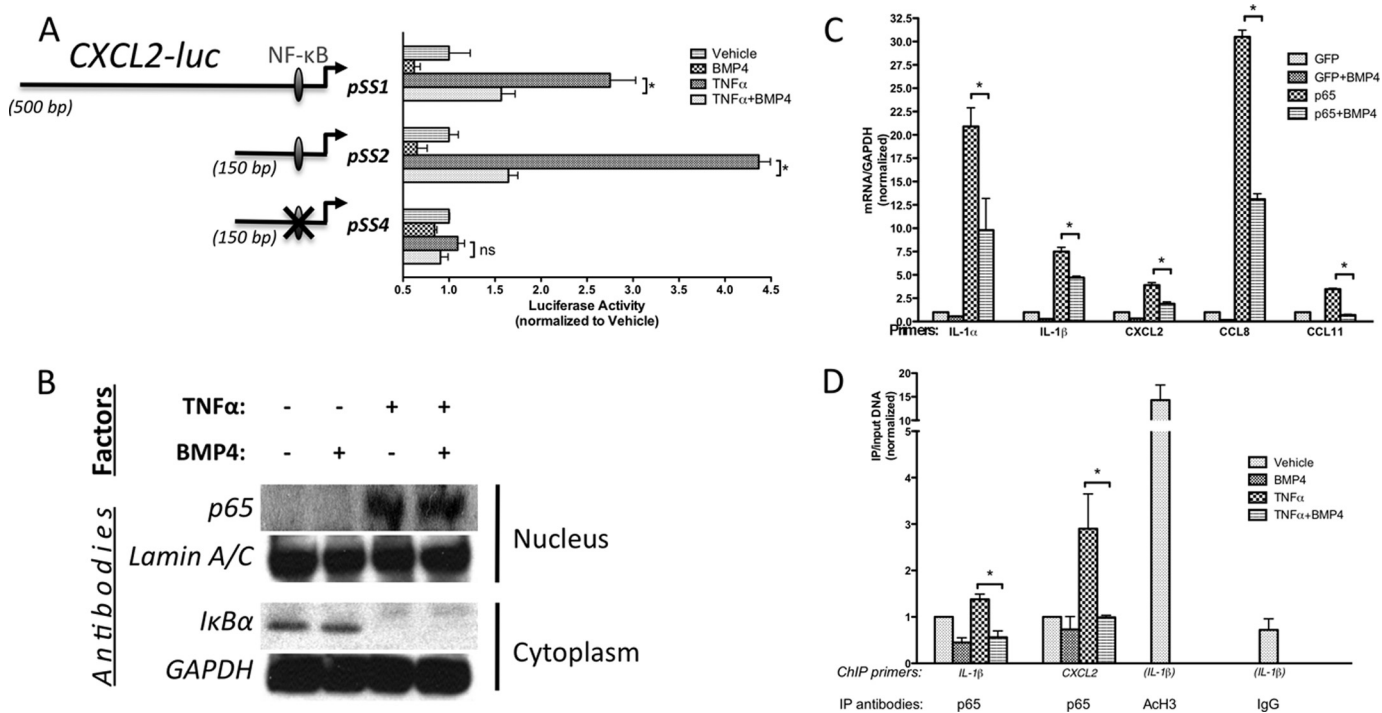 A
CXCL2-luc
NF-κB
(500 bp)
pSS1
(150 bp)
pSS2
(150 bp)
pSS4
Vehicle
BMP4
TNFα
TNFα+BMP4
*
*
ns
0.5 1.0 1.5 2.0 2.5 3.0 3.5 4.0 4.5
Luciferase Activity
(normalized to Vehicle)
B
Factors
TNFα: - - + +
BMP4: - + - +
Antibodies
p65
Lamin A/C
Nucleus
IκBα
GAPDH
Cytoplasm
C
mRNA/GAPDH
(normalized)
32.5
30.0
27.5
25.0
22.5
20.0
17.5
15.0
12.5
10.0
7.5
5.0
2.5
0.0
GFP
GFP+BMP4
p65
p65+BMP4
*
*
*
*
*
Primers: IL-1α IL-1β CXCL2 CCL8 CCL11
D
IP/input DNA
(normalized)
20
15
10
5
4
3
2
1
0
Vehicle
BMP4
TNFα
TNFα+BMP4
*
*
ChIP primers: IL-1β CXCL2 (IL-1β) (IL-1β)
IP antibodies: p65 p65 AcH3 IgG